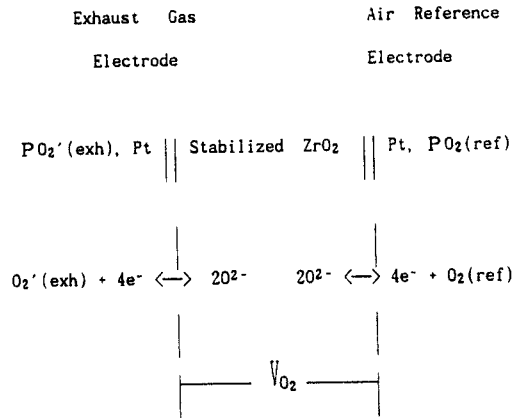 Exhaust Gas Air Reference
Electrode Electrode
PO₂'(exh), Pt || Stabilized ZrO₂ || Pt, PO₂(ref)
O₂'(exh) + 4e⁻ <—> 2O²⁻ 2O²⁻ <—> 4e⁻ + O₂(ref)
V_O₂